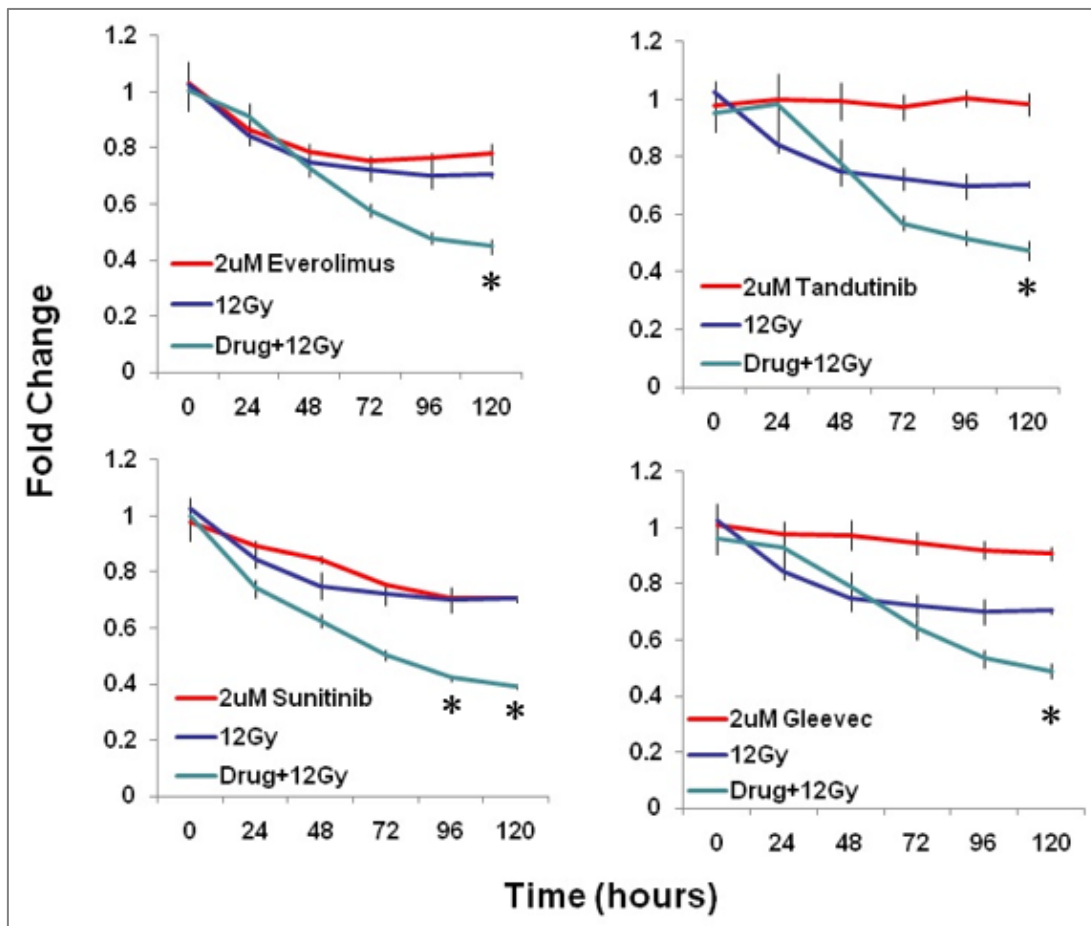 Fold Change
1.2
1
0.8
0.6
0.4
0.2
0
2uM Everolimus
12Gy
Drug+12Gy
*
0 24 48 72 96 120
1.2
1
0.8
0.6
0.4
0.2
0
2uM Tandutinib
12Gy
Drug+12Gy
*
0 24 48 72 96 120
1.2
1
0.8
0.6
0.4
0.2
0
2uM Sunitinib
12Gy
Drug+12Gy
* *
0 24 48 72 96 120
1.2
1
0.8
0.6
0.4
0.2
0
2uM Gleevec
12Gy
Drug+12Gy
*
0 24 48 72 96 120
Time (hours)